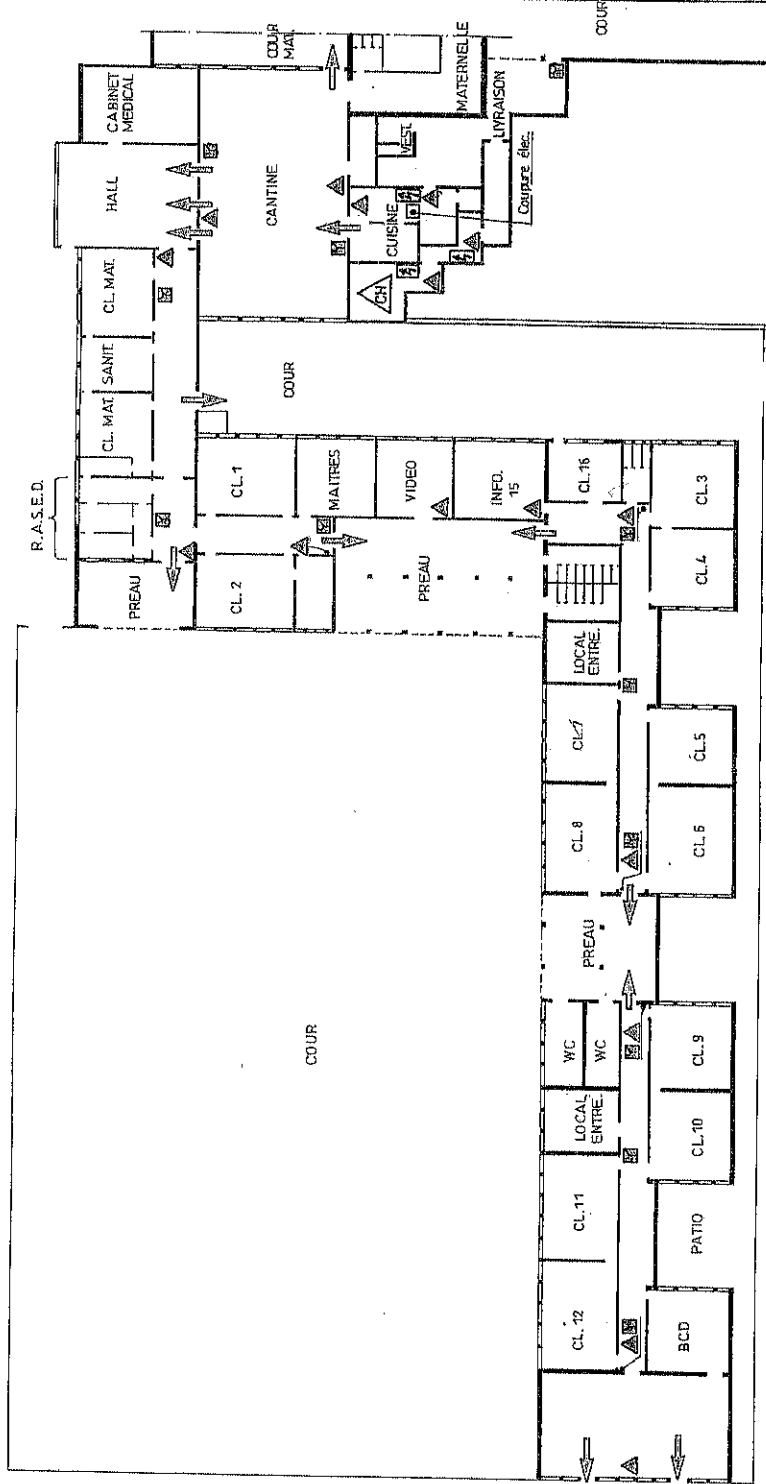 R.A.S.E.D.
PREAU
CL. MAT.
SANIT.
CL. MAT.
HALL
CABINET
MEDICAL
CL. 2
CL. 1
MAITRES
VIDEO
INFO.
15
CL. 16
PREAU
COUR
CANTINE
COUR
MAT.
CH
CUISINE
VEST.
MATERNELLE
LIVRAISON
Coupure élec.
COUR
COUR
CL. 12
CL. 11
LOCAL
ENTRE.
WC
WC
PREAU
CL. 8
CL. 7
LOCAL
ENTRE.
BCD
PATIO
CL. 10
CL. 9
CL. 6
CL. 5
CL. 4
CL. 3